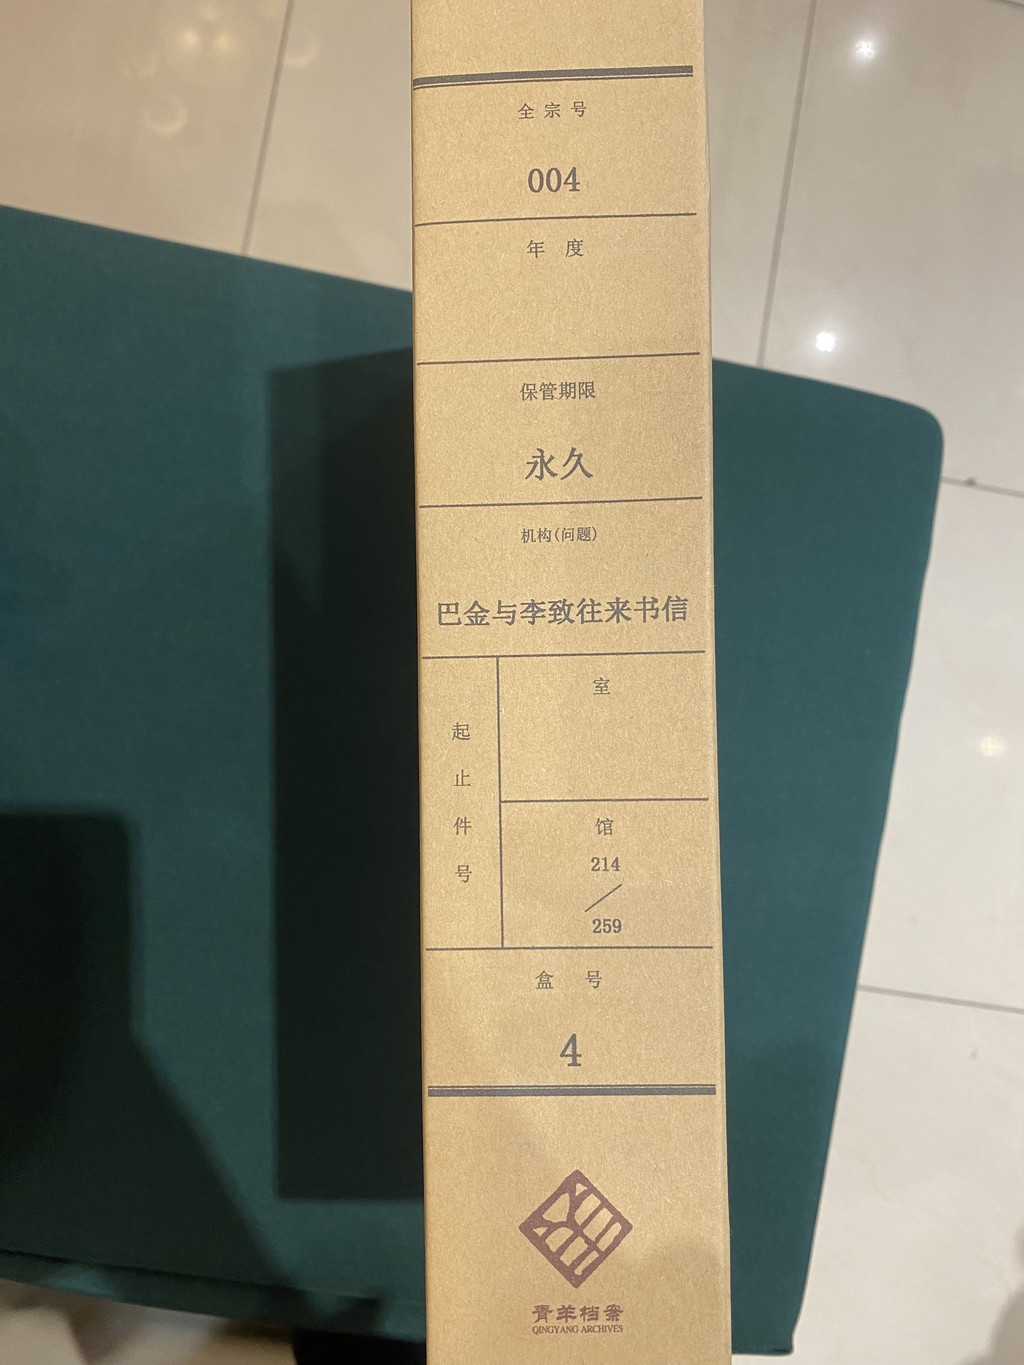 全宗号
004
年度
保管期限
永久
机构(问题)
巴金与李致往来书信
起止件号
室
馆
214
259
盒号
4
青羊档案
QINGYANG ARCHIVES